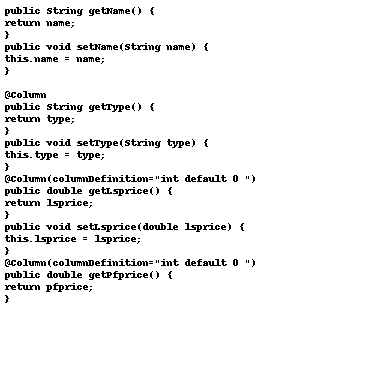 public String getName() {
return name;
}
public void setName(String name) {
this.name = name;
}

@Column
public String getType() {
return type;
}
public void setType(String type) {
this.type = type;
}
@Column(columnDefinition="int default 0 ")
public double getLsprice() {
return lsprice;
}
public void setLsprice(double lsprice) {
this.lsprice = lsprice;
}
@Column(columnDefinition="int default 0 ")
public double getPfprice() {
return pfprice;
}